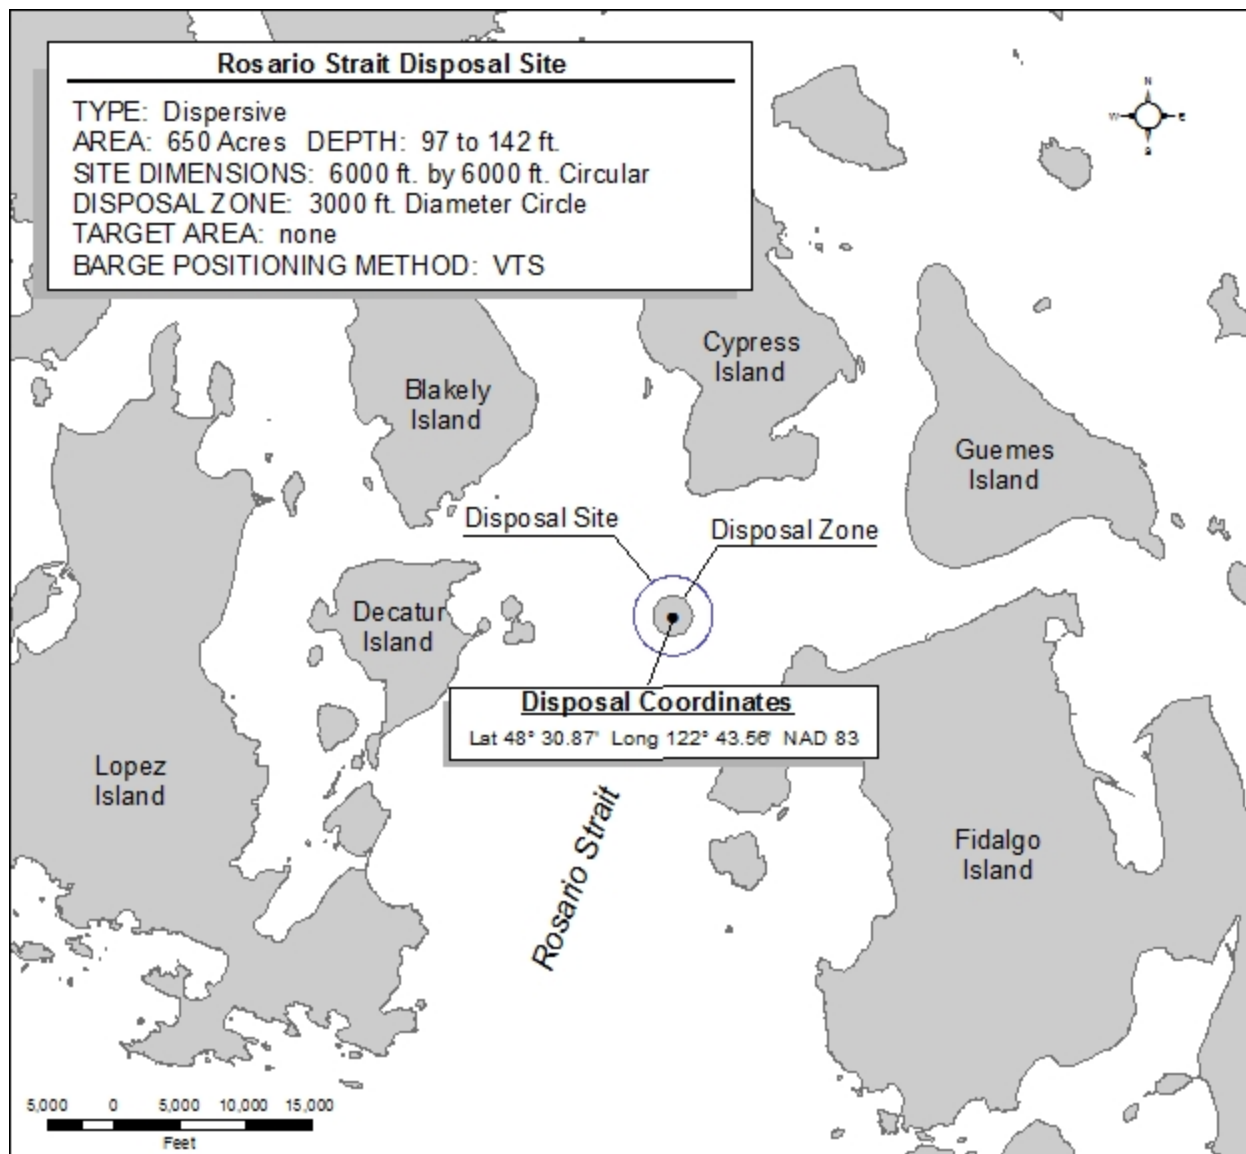 Rosario Strait Disposal Site
TYPE: Dispersive
AREA: 650 Acres DEPTH: 97 to 142 ft.
SITE DIMENSIONS: 6000 ft. by 6000 ft. Circular
DISPOSAL ZONE: 3000 ft. Diameter Circle
TARGET AREA: none
BARGE POSITIONING METHOD: VTS
N
W E
S
Cypress
Island
Blakely
Island
Guemes
Island
Disposal Site
Disposal Zone
Decatur
Island
Disposal Coordinates
Lat 48° 30.87' Long 122° 43.56' NAD 83
Lopez
Island
Rosario Strait
Fidalgo
Island
5,000 0 5,000 10,000 15,000
Feet